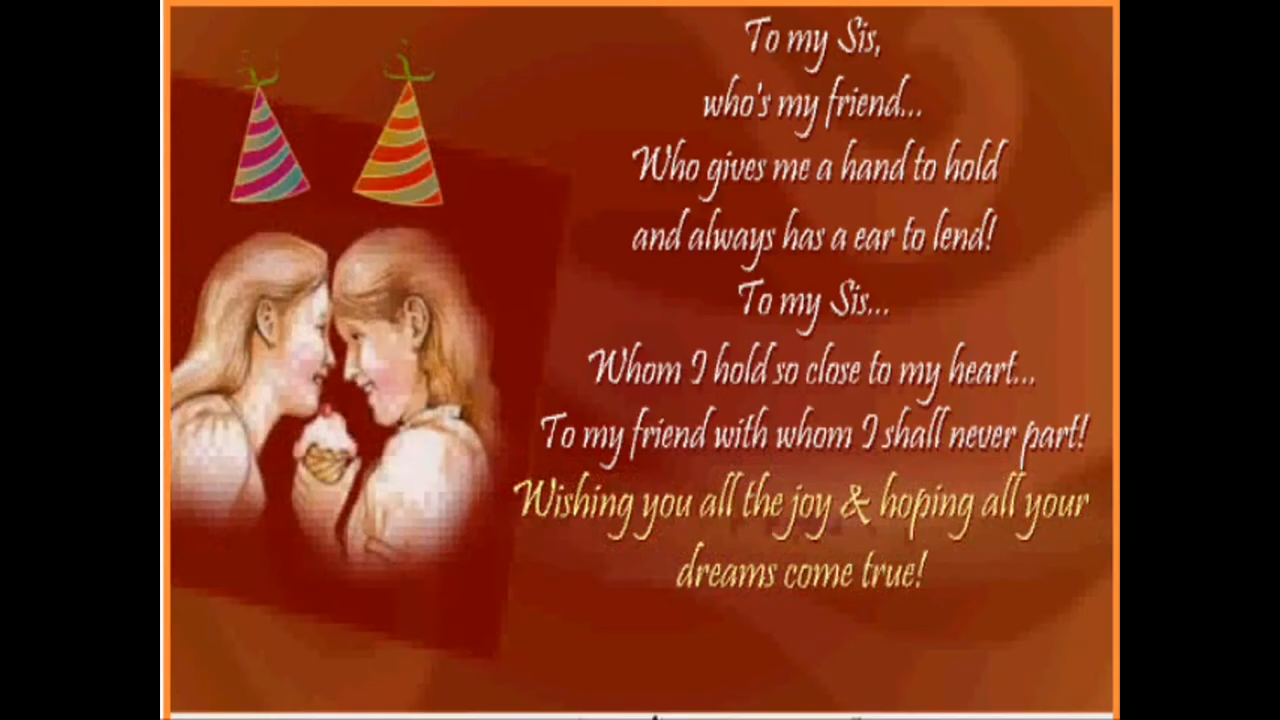 To my Sis,
who's my friend...
Who gives me a hand to hold
and always has a ear to lend!
To my Sis...
Whom I hold so close to my heart...
To my friend with whom I shall never part!
Wishing you all the joy & hoping all your
dreams come true!